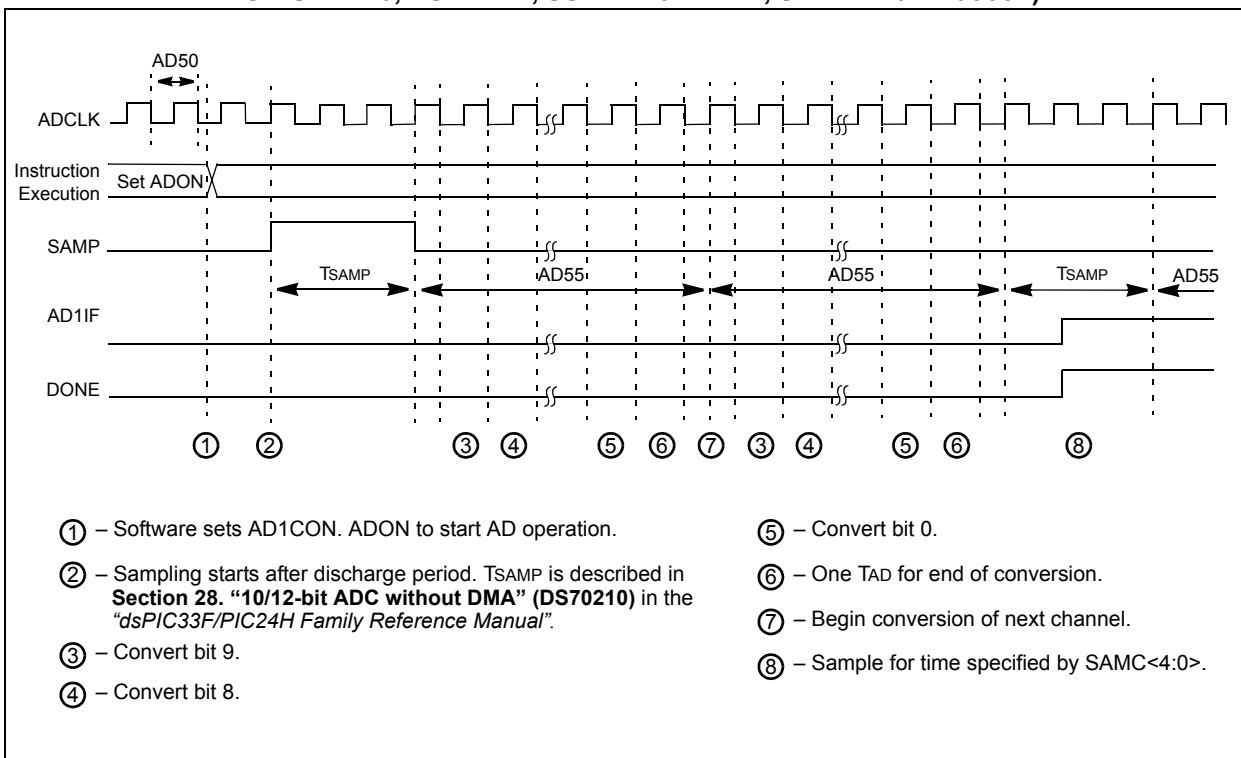 AD50
ADCLK
Instruction
Execution
Set ADON
SAMP
TSAMP
AD55
AD55
TSAMP
AD55
AD1IF
DONE
1 2 3 4 5 6 7 3 4 5 6 8
1 – Software sets AD1CON. ADON to start AD operation.
2 – Sampling starts after discharge period. TSAMP is described in
Section 28. “10/12-bit ADC without DMA” (DS70210) in the
“dsPIC33F/PIC24H Family Reference Manual”.
3 – Convert bit 9.
4 – Convert bit 8.
5 – Convert bit 0.
6 – One TAD for end of conversion.
7 – Begin conversion of next channel.
8 – Sample for time specified by SAMC<4:0>.